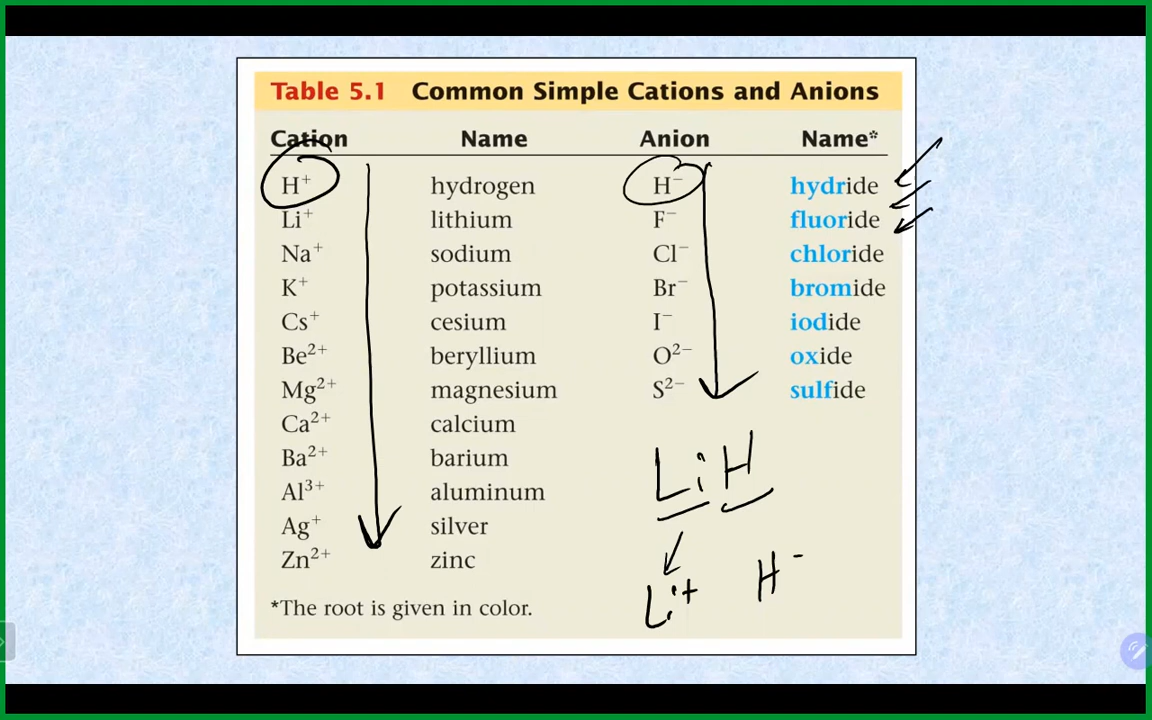 Table 5.1 Common Simple Cations and Anions
Cation Name Anion Name*
H⁺ hydrogen H⁻ hydride
Li⁺ lithium F⁻ fluoride
Na⁺ sodium Cl⁻ chloride
K⁺ potassium Br⁻ bromide
Cs⁺ cesium I⁻ iodide
Be²⁺ beryllium O²⁻ oxide
Mg²⁺ magnesium S²⁻ sulfide
Ca²⁺ calcium
Ba²⁺ barium
Al³⁺ aluminum
Ag⁺ silver
Zn²⁺ zinc
*The root is given in color.
LiH
Li⁺ H⁻